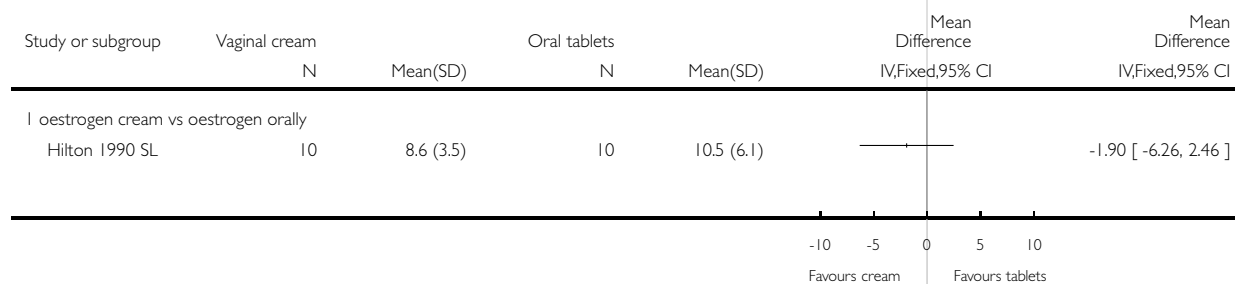 Mean Mean
Study or subgroup Vaginal cream Oral tablets Difference Difference
N Mean(SD) N Mean(SD) IV,Fixed,95% CI IV,Fixed,95% CI
1 oestrogen cream vs oestrogen orally
Hilton 1990 SL 10 8.6 (3.5) 10 10.5 (6.1) -1.90 [ -6.26, 2.46 ]
-10 -5 0 5 10
Favours cream Favours tablets